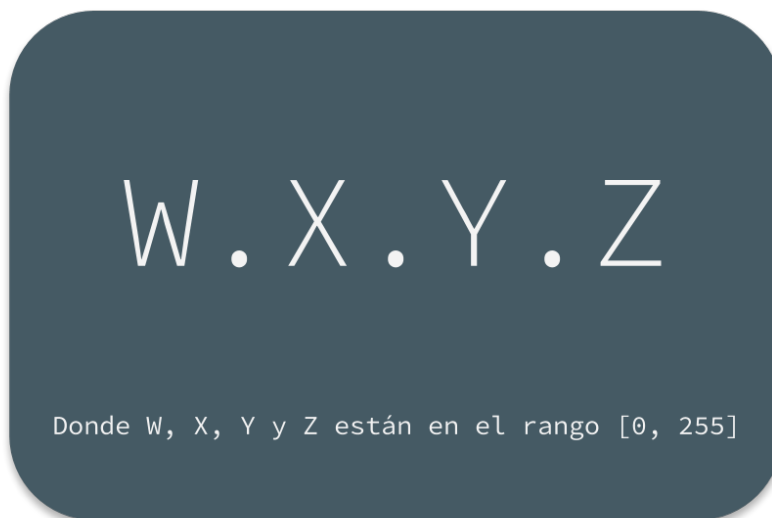 W.X.Y.Z
Donde W, X, Y y Z están en el rango [0, 255]